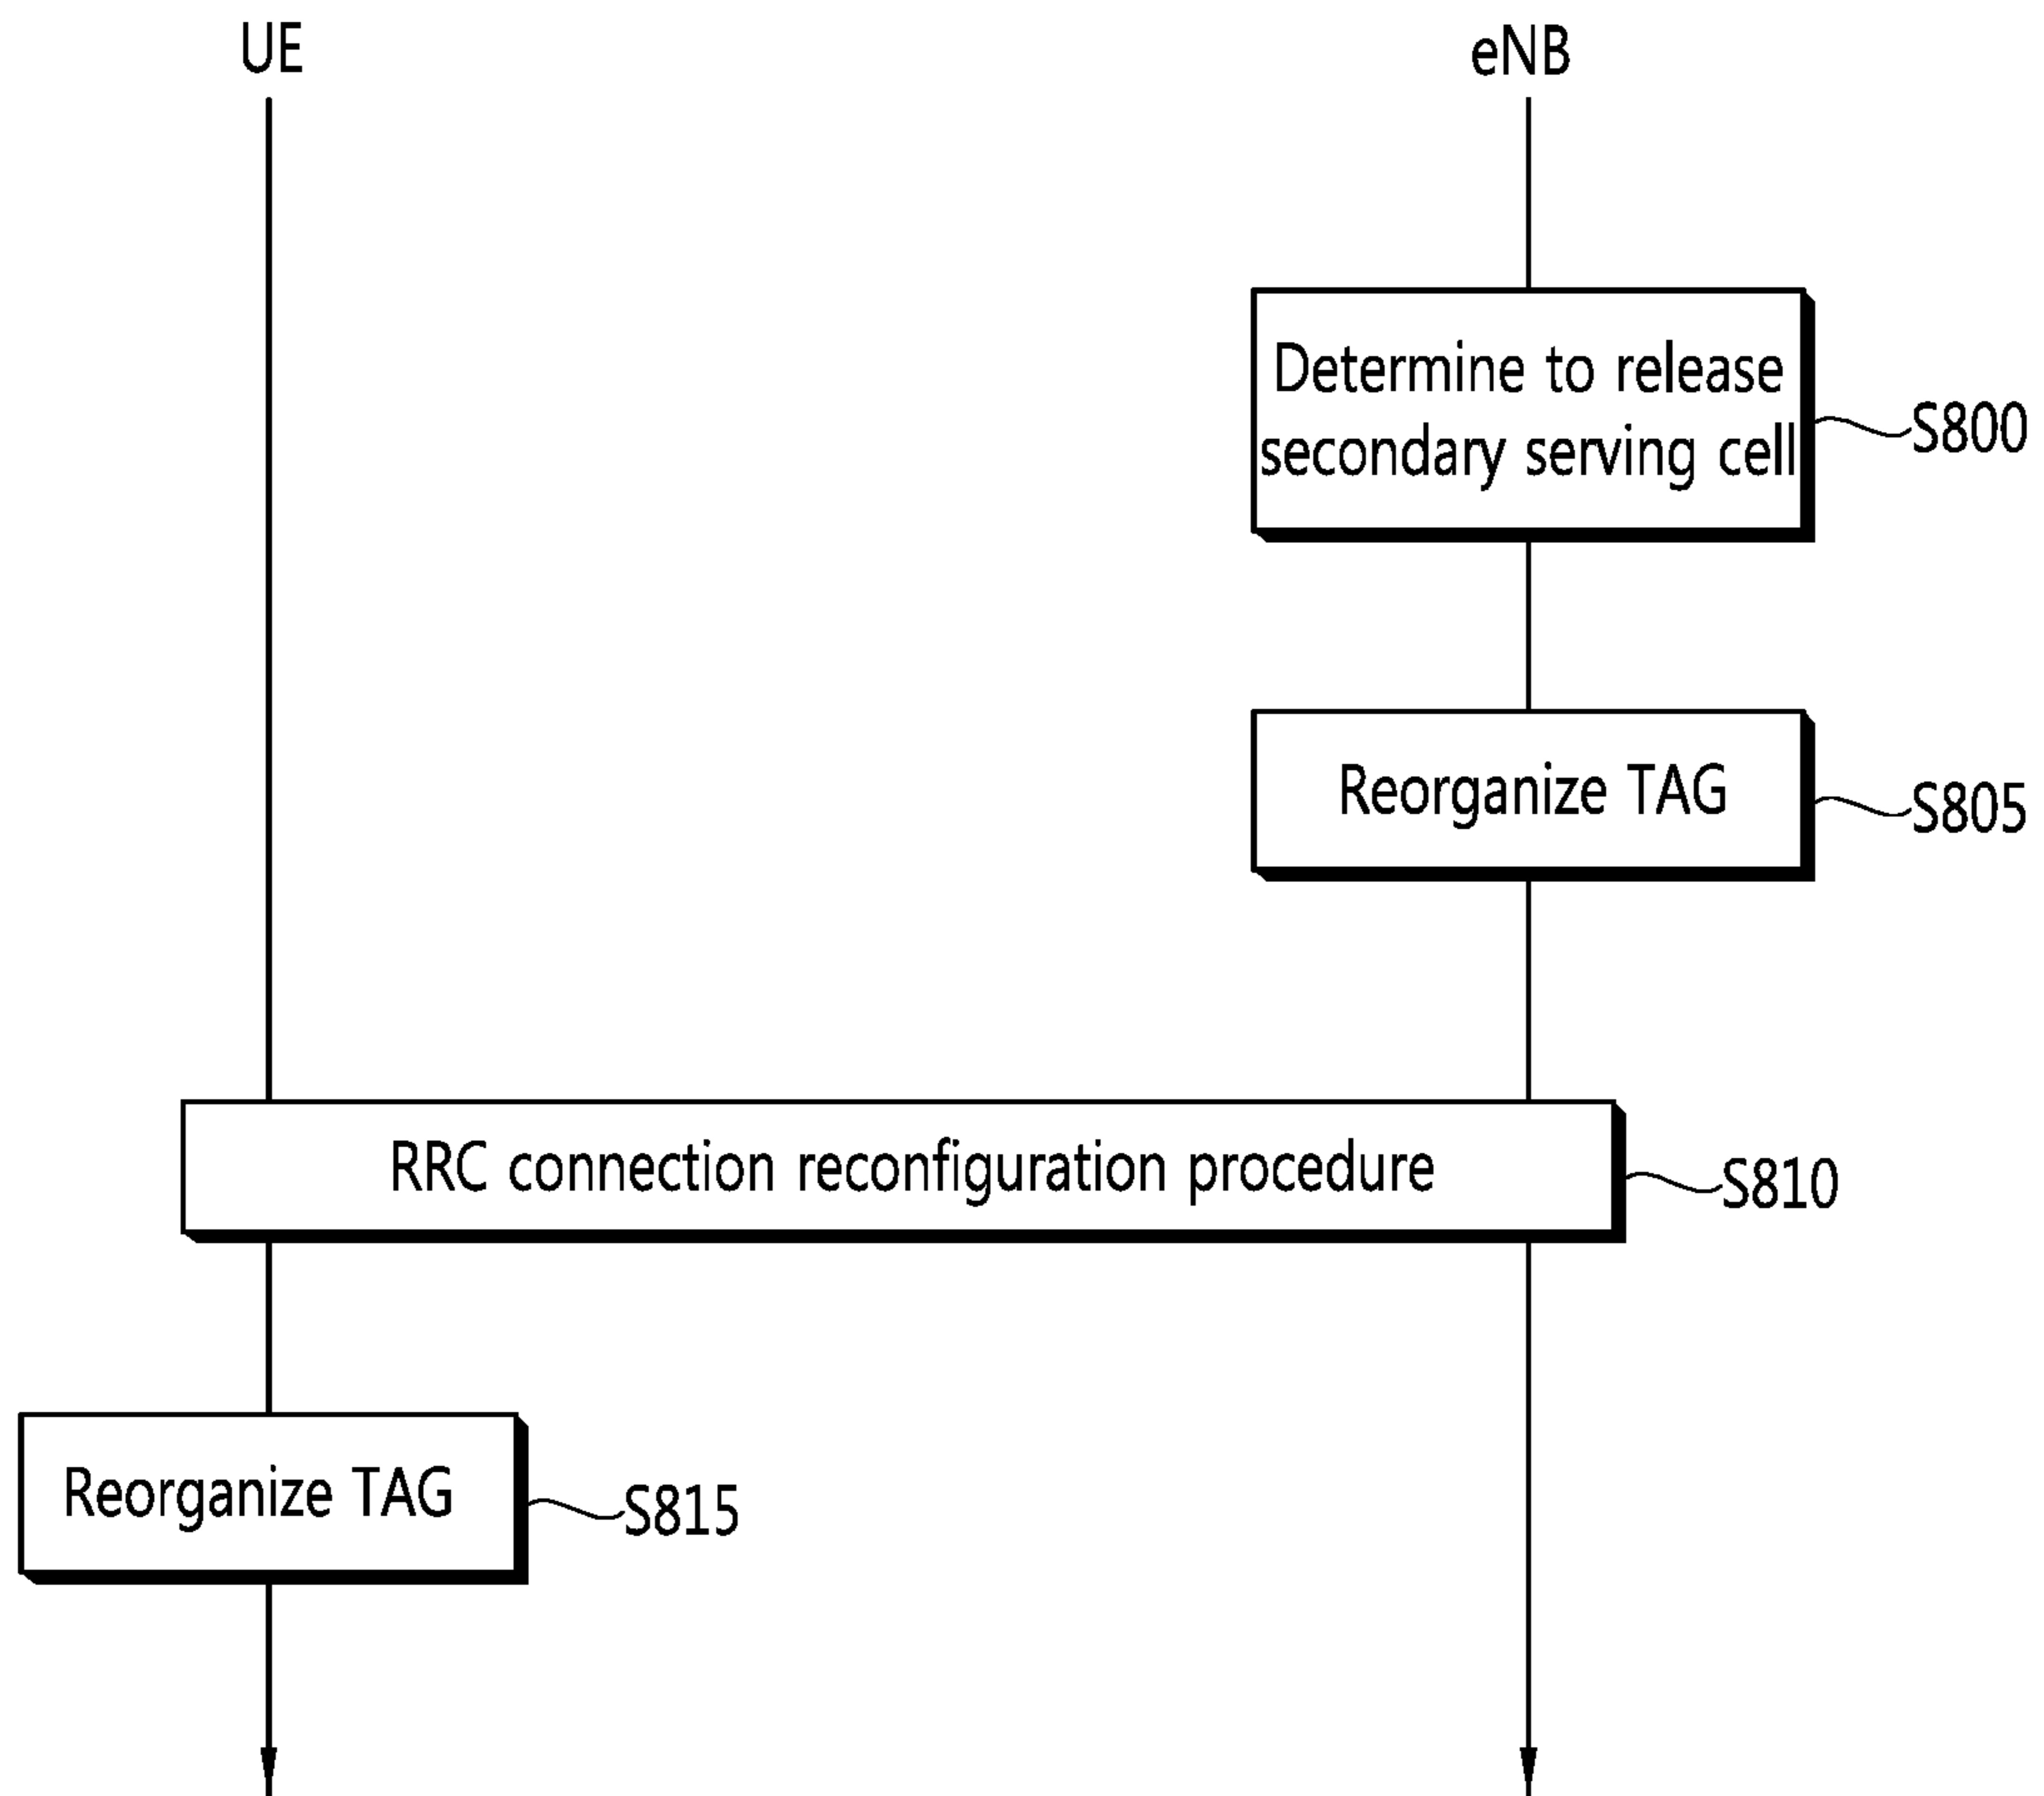 UE
eNB
Determine to release
secondary serving cell
S800
Reorganize TAG
S805
RRC connection reconfiguration procedure
S810
Reorganize TAG
S815